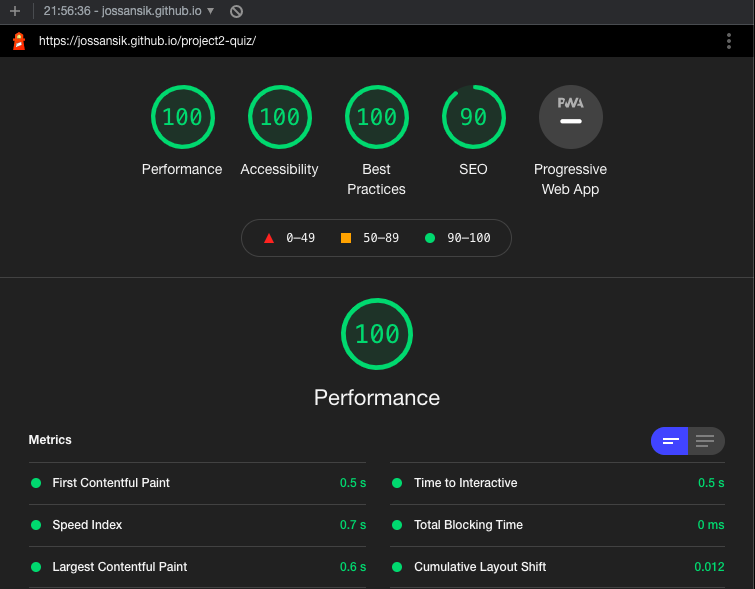 21:56:36 - jossansik.github.io
https://jossansik.github.io/project2-quiz/
100
100
100
90
PWA
Performance
Accessibility
Best
Practices
SEO
Progressive
Web App
0–49
50–89
90–100
100
Performance
Metrics
First Contentful Paint 0.5 s
Time to Interactive 0.5 s
Speed Index 0.7 s
Total Blocking Time 0 ms
Largest Contentful Paint 0.6 s
Cumulative Layout Shift 0.012